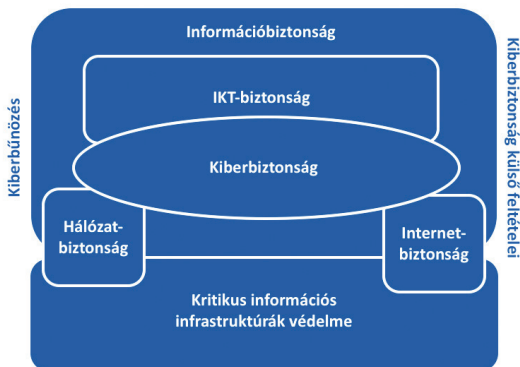 Információbiztonság
IKT-biztonság
Kiberbűnözés
Kiberbiztonság külső feltételei
Kiberbiztonság
Hálózat-
biztonság
Internet-
biztonság
Kritikus információs
infrastruktúrák védelme